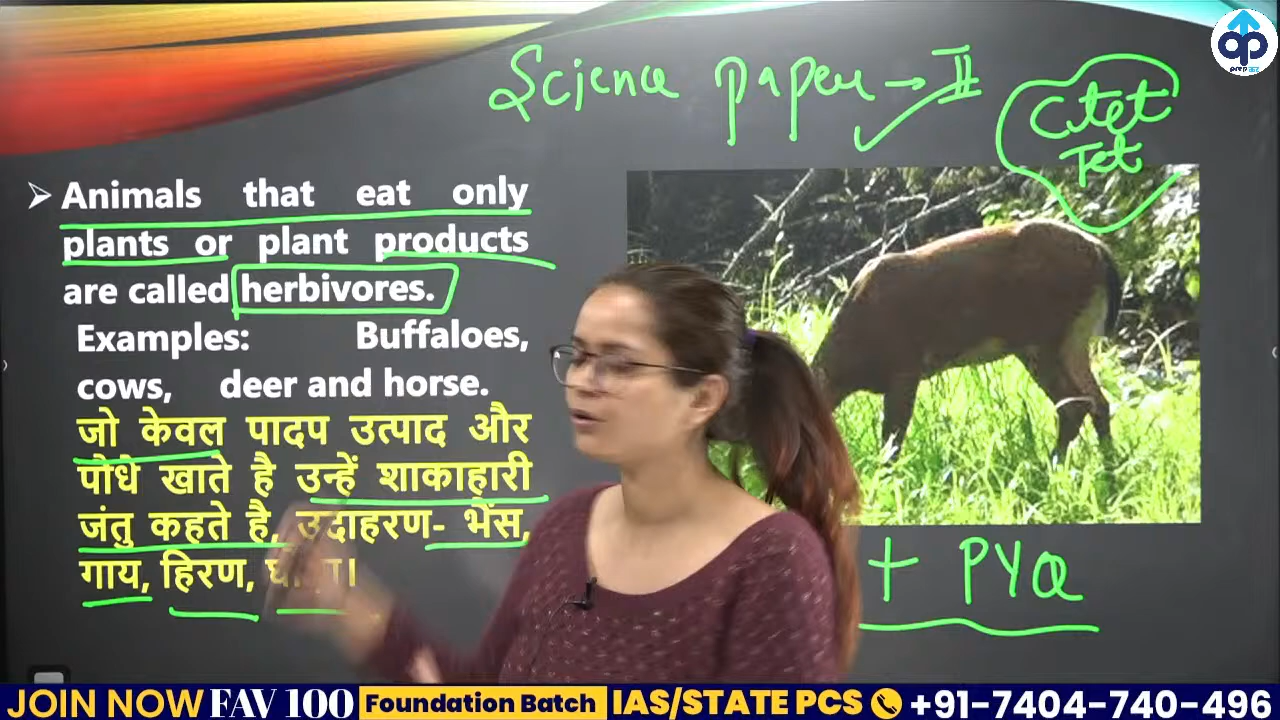 Science paper → II
Ctet
Tet
prep कर
➢ Animals that eat only
plants or plant products
are called herbivores.
Examples: Buffaloes,
cows, deer and horse.
जो केवल पादप उत्पाद और
पौधे खाते है उन्हें शाकाहारी
जंतु कहते है, उदाहरण- भैंस,
गाय, हिरण,
+ PYQ
JOIN NOW FAV 100 Foundation Batch IAS/STATE PCS +91-7404-740-496